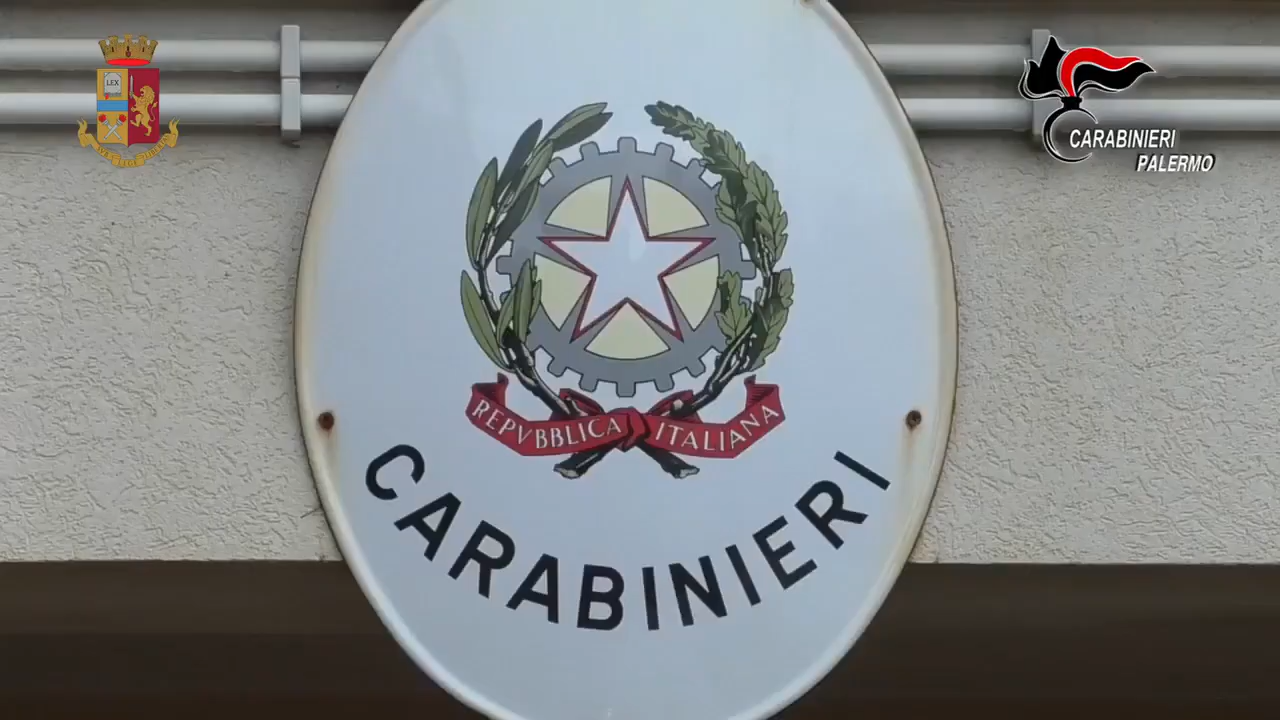 LEX
CARABINIERI
PALERMO
REPVBBLICA ITALIANA
CARABINIERI